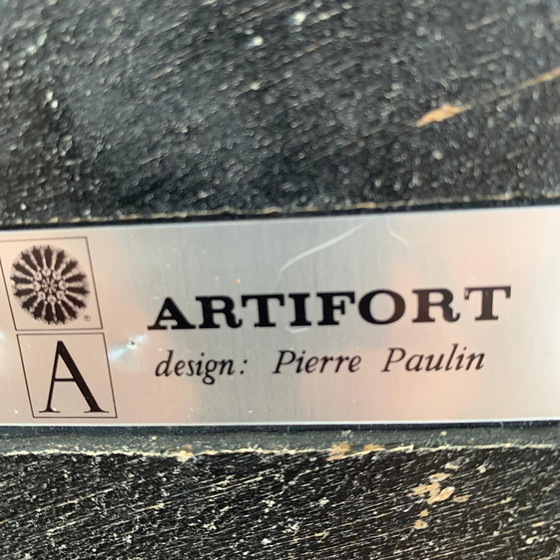 ARTIFORT
design: Pierre Paulin
®
A